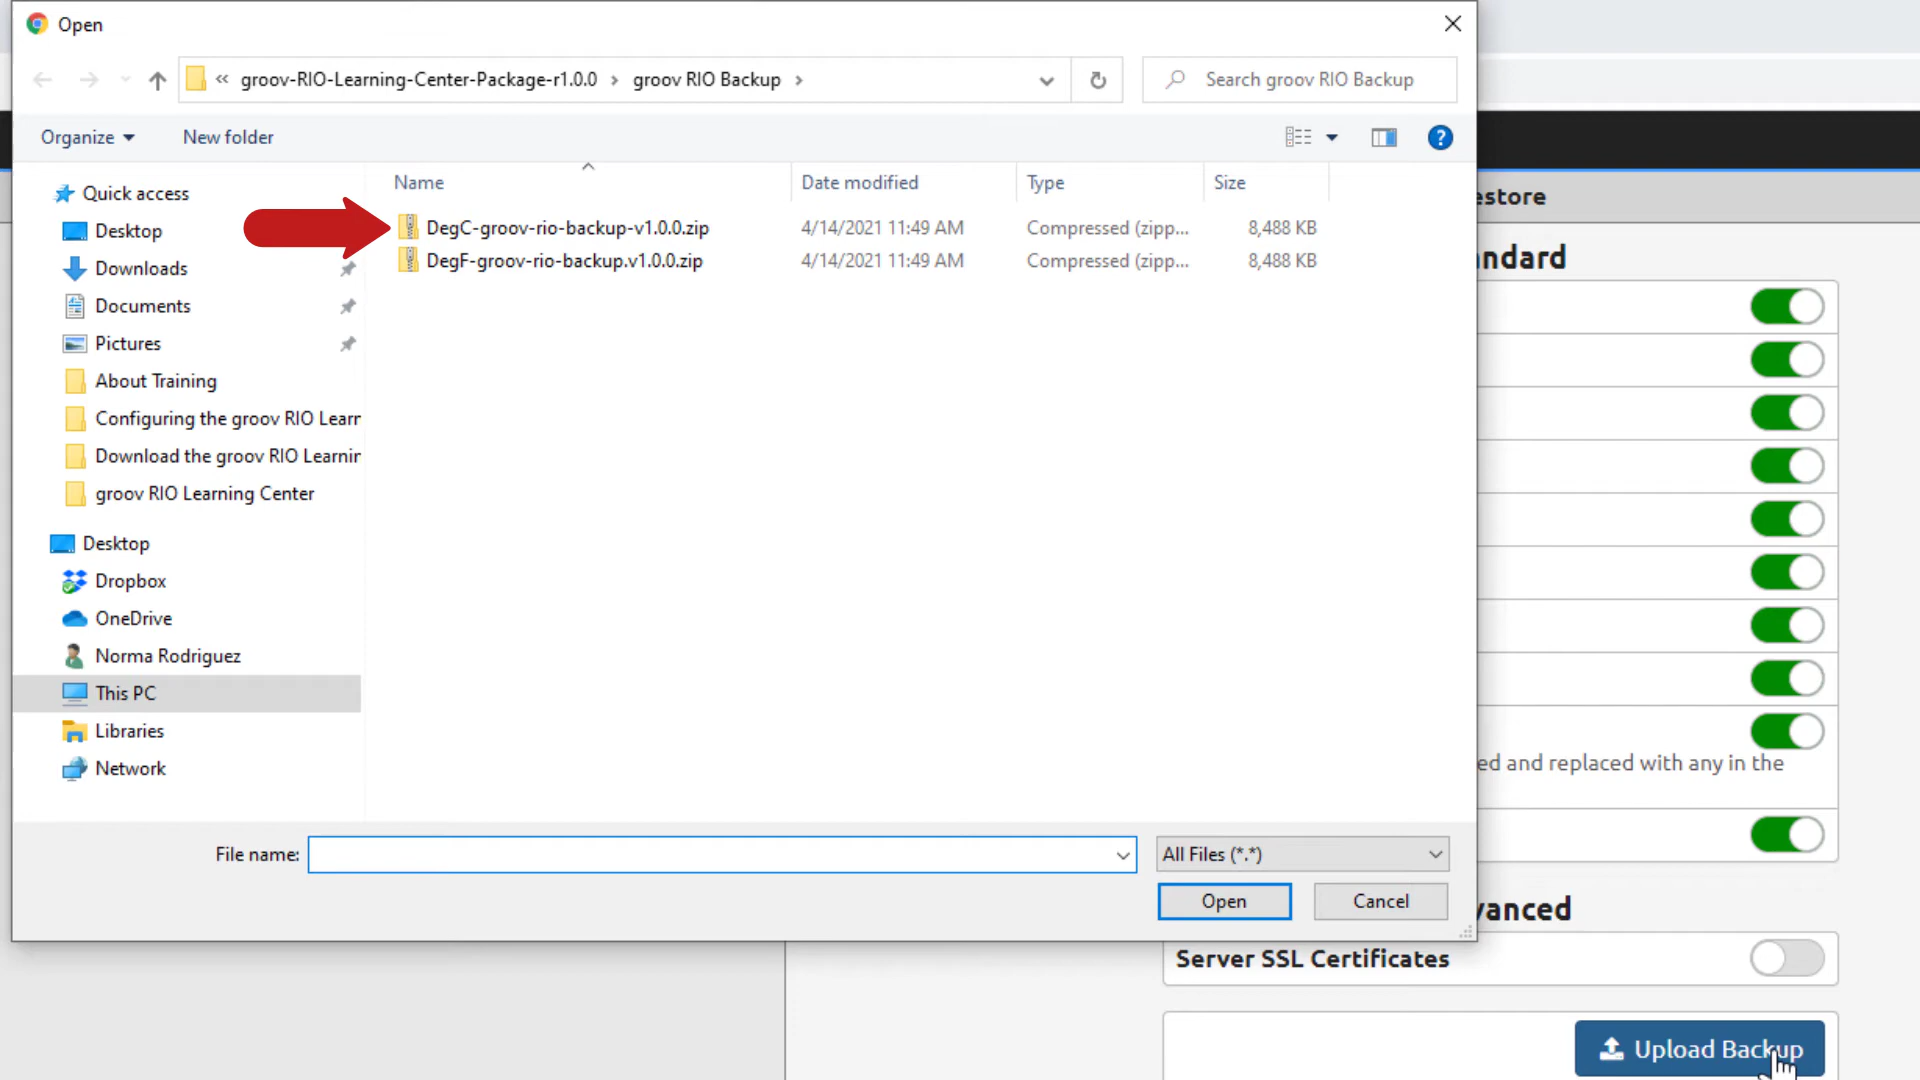 Open
« groov-RIO-Learning-Center-Package-r1.0.0 › groov RIO Backup ›
Search groov RIO Backup
Organize
New folder
Name Date modified Type Size
DegC-groov-rio-backup-v1.0.0.zip 4/14/2021 11:49 AM Compressed (zipp... 8,488 KB
DegF-groov-rio-backup.v1.0.0.zip 4/14/2021 11:49 AM Compressed (zipp... 8,488 KB
Quick access
Desktop
Downloads
Documents
Pictures
About Training
Configuring the groov RIO Learr
Download the groov RIO Learnir
groov RIO Learning Center
Desktop
Dropbox
OneDrive
Norma Rodriguez
This PC
Libraries
Network
File name:
All Files (*.*)
Open
Cancel
estore
ndard
ed and replaced with any in the
vanced
Server SSL Certificates
Upload Backup